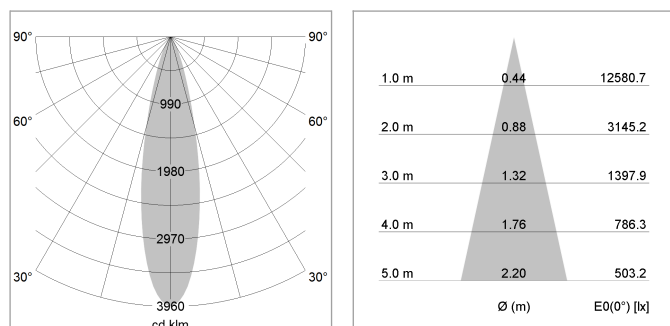 90° 90°
990
60° 60°
1980
2970
30° 30°
3960
cd klm
1.0 m 0.44 12580.7
2.0 m 0.88 3145.2
3.0 m 1.32 1397.9
4.0 m 1.76 786.3
5.0 m 2.20 503.2
Ø (m) E0(0°) [lx]